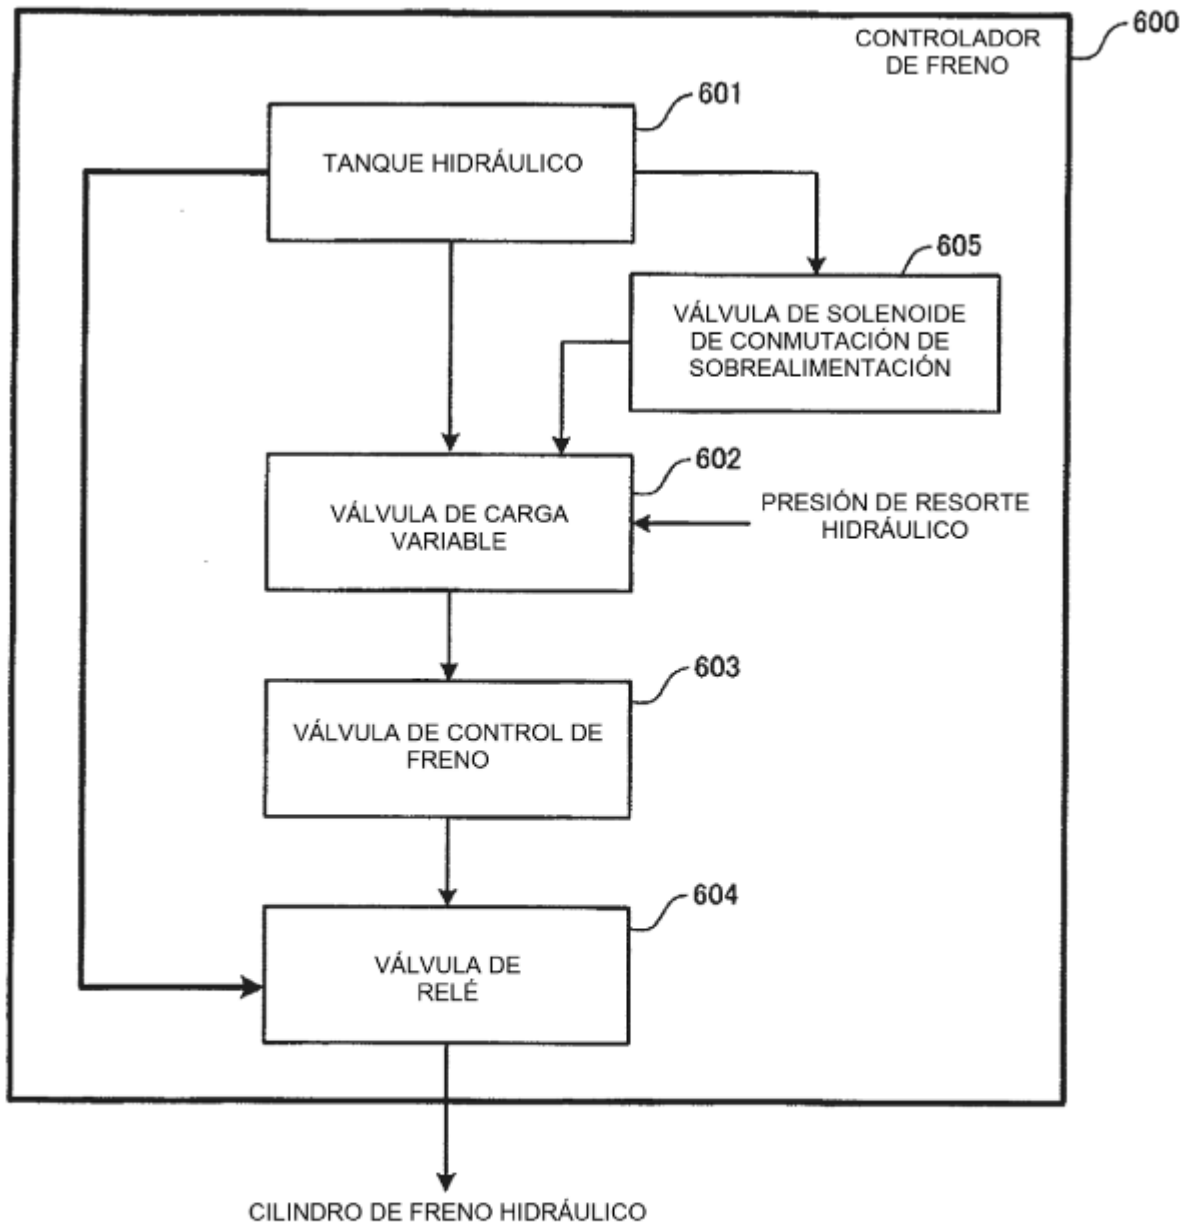 600
CONTROLADOR
DE FRENO
601
TANQUE HIDRÁULICO
605
VÁLVULA DE SOLENOIDE
DE CONMUTACIÓN DE
SOBREALIMENTACIÓN
602
VÁLVULA DE CARGA
VARIABLE
PRESIÓN DE RESORTE
HIDRÁULICO
603
VÁLVULA DE CONTROL DE
FRENO
604
VÁLVULA DE
RELÉ
CILINDRO DE FRENO HIDRÁULICO